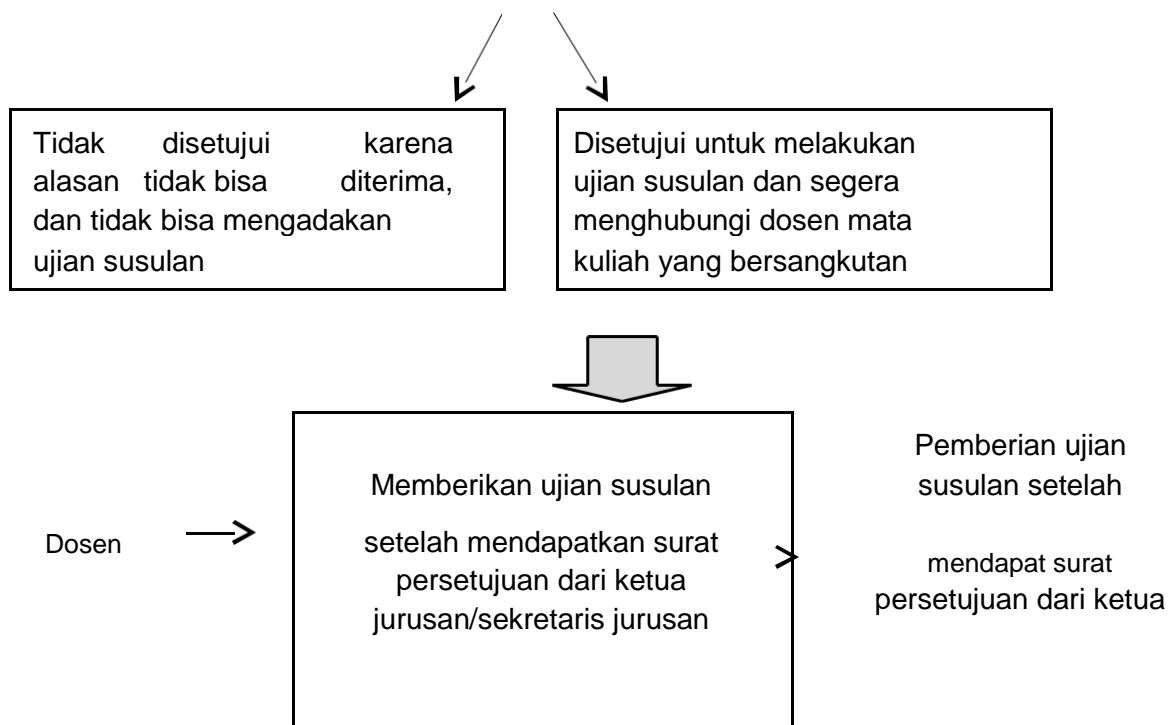 Tidak disetujui karena
alasan tidak bisa diterima,
dan tidak bisa mengadakan
ujian susulan
Disetujui untuk melakukan
ujian susulan dan segera
menghubungi dosen mata
kuliah yang bersangkutan
Dosen
Memberikan ujian susulan
setelah mendapatkan surat
persetujuan dari ketua
jurusan/sekretaris jurusan
Pemberian ujian
susulan setelah
mendapat surat
persetujuan dari ketua